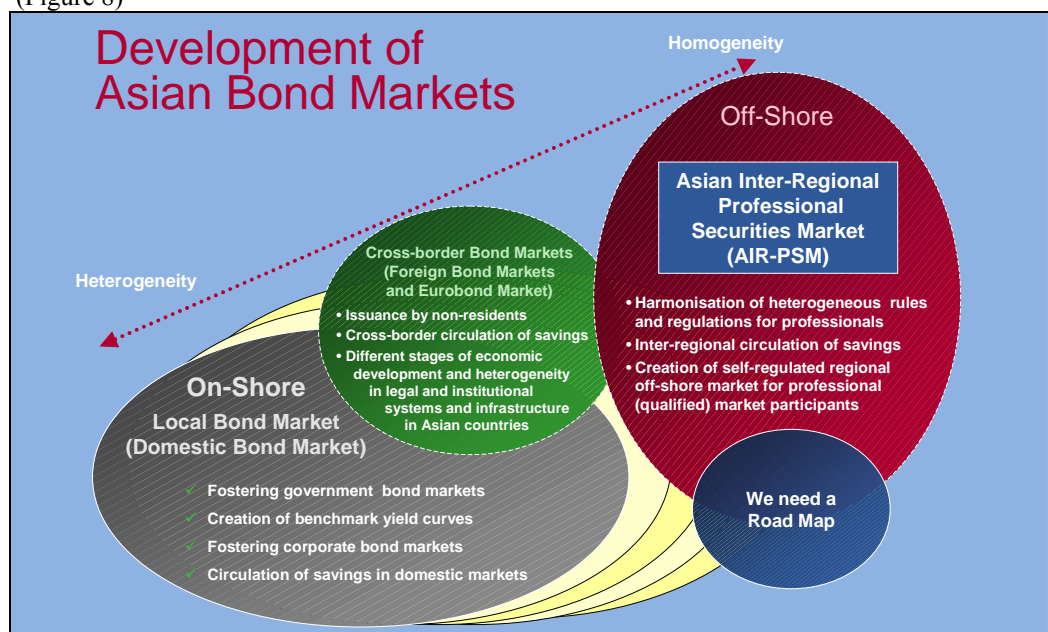 (Figure 8)
Development of
Asian Bond Markets
Homogeneity
Heterogeneity
Off-Shore
Asian Inter-Regional
Professional
Securities Market
(AIR-PSM)
• Harmonisation of heterogeneous rules
and regulations for professionals
• Inter-regional circulation of savings
• Creation of self-regulated regional
off-shore market for professional
(qualified) market participants
Cross-border Bond Markets
(Foreign Bond Markets
and Eurobond Market)
• Issuance by non-residents
• Cross-border circulation of savings
• Different stages of economic
development and heterogeneity
in legal and institutional
systems and infrastructure
in Asian countries
On-Shore
Local Bond Market
(Domestic Bond Market)
✓ Fostering government bond markets
✓ Creation of benchmark yield curves
✓ Fostering corporate bond markets
✓ Circulation of savings in domestic markets
We need a
Road Map